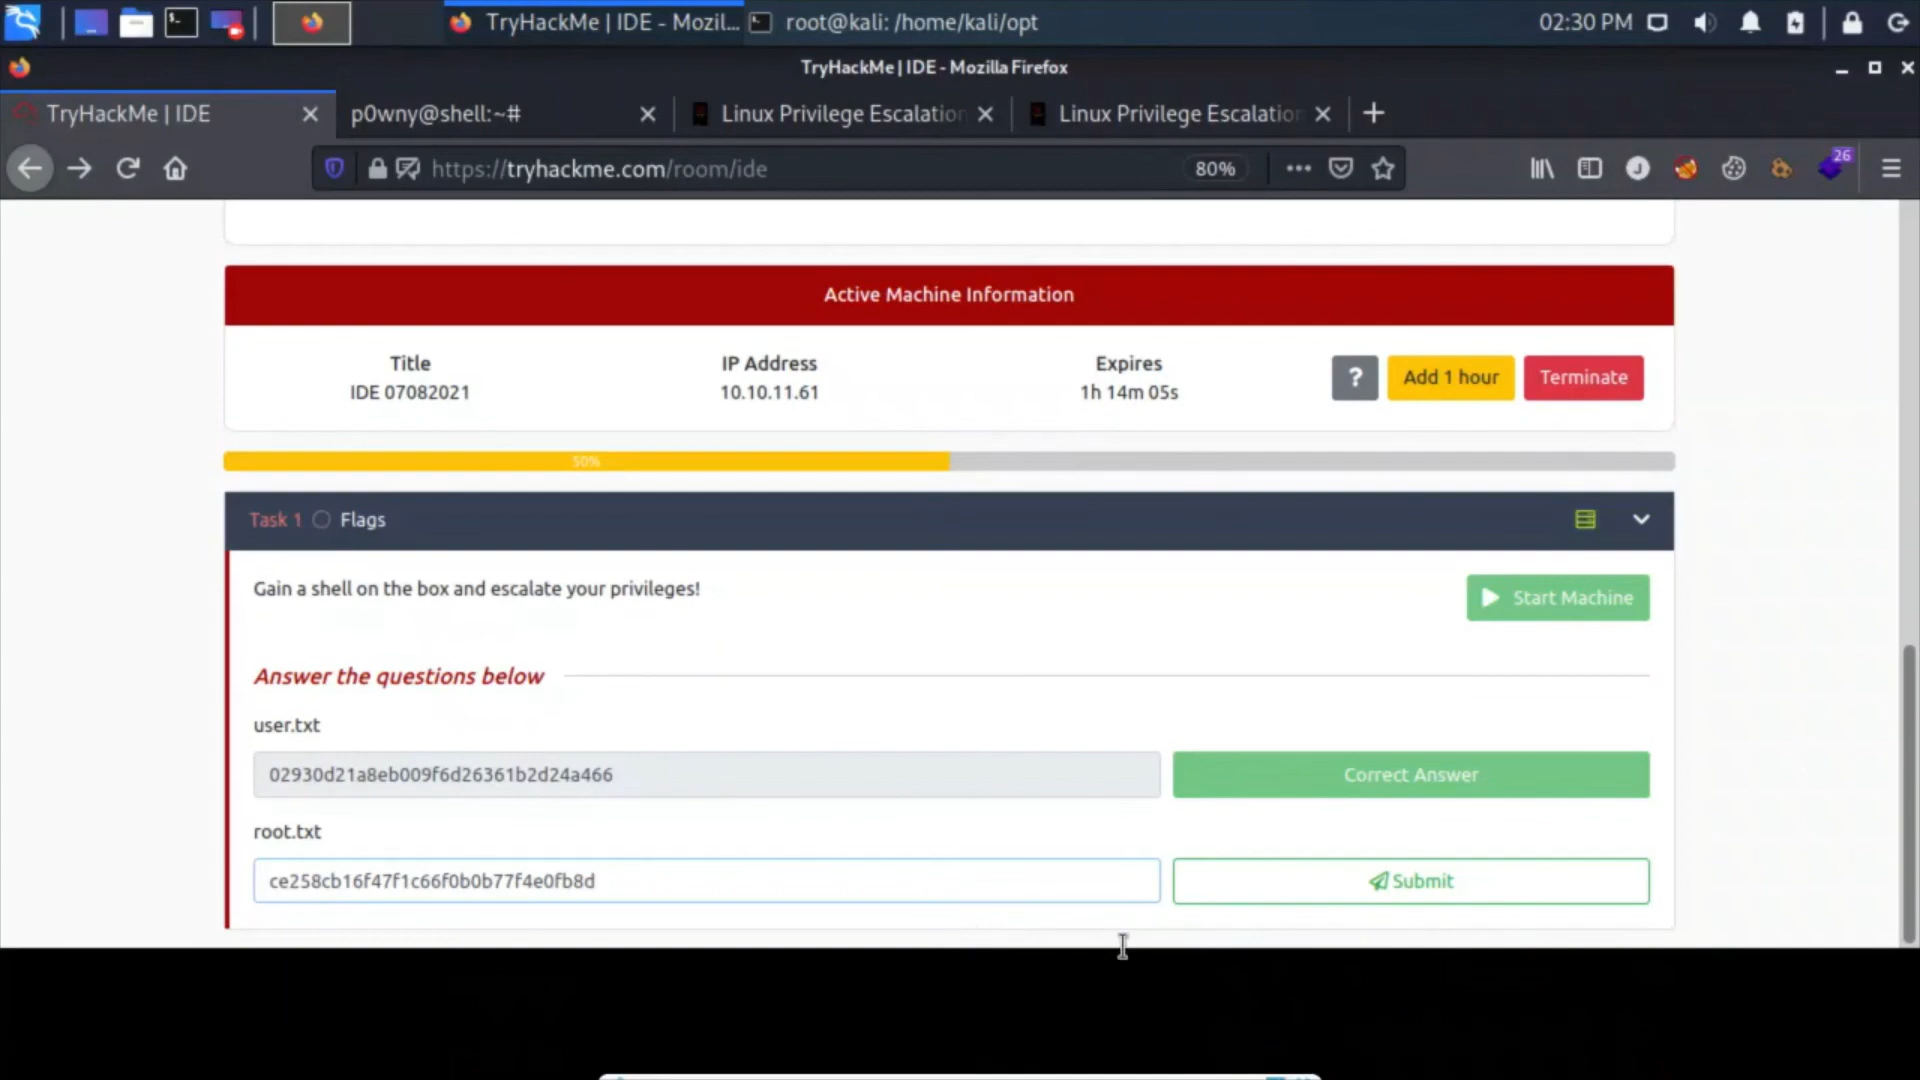 TryHackMe | IDE - Mozil...
root@kali: /home/kali/opt
02:30 PM
TryHackMe | IDE - Mozilla Firefox
TryHackMe | IDE
p0wny@shell:~#
Linux Privilege Escalation
Linux Privilege Escalation
https://tryhackme.com/room/ide
80%
26
Active Machine Information
Title
IP Address
Expires
IDE 07082021
10.10.11.61
1h 14m 05s
?
Add 1 hour
Terminate
50%
Task 1
Flags
Gain a shell on the box and escalate your privileges!
Start Machine
Answer the questions below
user.txt
02930d21a8eb009f6d26361b2d24a466
Correct Answer
root.txt
ce258cb16f47f1c66f0b0b77f4e0fb8d
Submit